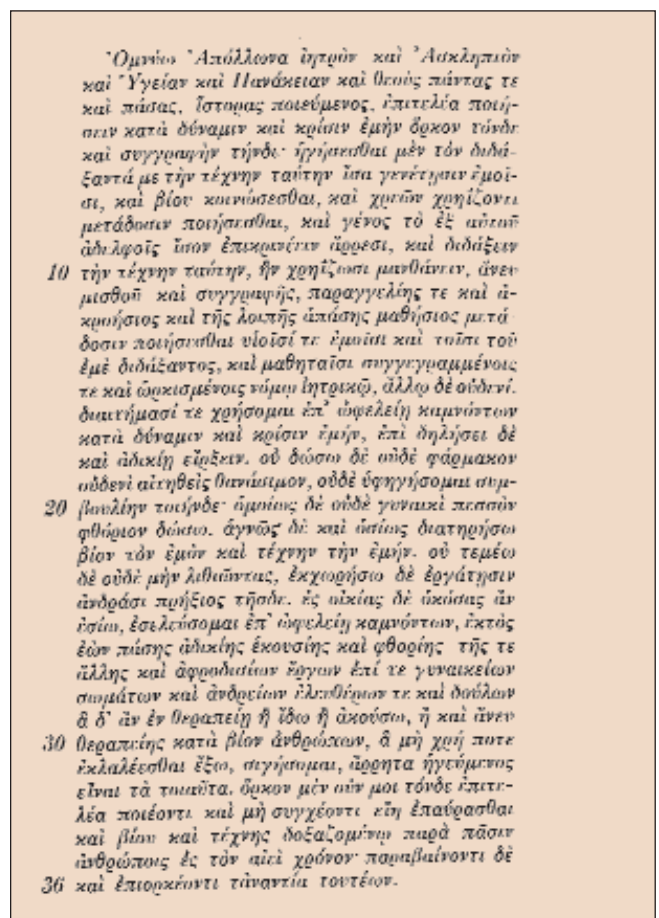 Ὄμνυμι Ἀπόλλωνα ἰητρὸν καὶ Ἀσκληπιὸν
καὶ Ὑγείαν καὶ Πανάκειαν καὶ θεοὺς πάντας τε
καὶ πάσας, ἵστορας ποιεύμενος, ἐπιτελέα ποιή-
σειν κατὰ δύναμιν καὶ κρίσιν ἐμὴν ὅρκον τόνδε
καὶ συγγραφὴν τήνδε· ἡγήσεσθαι μὲν τὸν διδά-
ξαντά με τὴν τέχνην ταύτην ἴσα γενέτῃσιν ἐμοῖ-
σι, καὶ βίου κοινώσεσθαι, καὶ χρεῶν χρηίζοντι
μετάδοσιν ποιήσεσθαι, καὶ γένος τὸ ἐξ αὐτοῦ
ἀδελφοῖς ἴσον ἐπικρινέειν ἄρρεσι, καὶ διδάξειν
10 τὴν τέχνην ταύτην, ἢν χρηΐζωσι μανθάνειν, ἄνευ
μισθοῦ καὶ συγγραφῆς, παραγγελίης τε καὶ ἀ-
κροήσιος καὶ τῆς λοιπῆς ἁπάσης μαθήσιος μετά-
δοσιν ποιήσεσθαι υἱοῖσί τε ἐμοῖσι καὶ τοῖσι τοῦ
ἐμὲ διδάξαντος, καὶ μαθηταῖσι συγγεγραμμένοις
τε καὶ ὡρκισμένοις νόμῳ ἰητρικῷ, ἄλλῳ δὲ οὐδενί.
διαιτήμασί τε χρήσομαι ἐπ' ὠφελείῃ καμνόντων
κατὰ δύναμιν καὶ κρίσιν ἐμήν, ἐπὶ δηλήσει δὲ
καὶ ἀδικίῃ εἴρξειν. οὐ δώσω δὲ οὐδὲ φάρμακον
οὐδενὶ αἰτηθεὶς θανάσιμον, οὐδὲ ὑφηγήσομαι συμ-
20 βουλίην τοιήνδε· ὁμοίως δὲ οὐδὲ γυναικὶ πεσσὸν
φθόριον δώσω. ἁγνῶς δὲ καὶ ὁσίως διατηρήσω
βίον τὸν ἐμὸν καὶ τέχνην τὴν ἐμήν. οὐ τεμέω
δὲ οὐδὲ μὴν λιθιῶντας, ἐκχωρήσω δὲ ἐργάτῃσιν
ἀνδράσι πρήξιος τῆσδε. ἐς οἰκίας δὲ ὁκόσας ἂν
ἐσίω, ἐσελεύσομαι ἐπ' ὠφελείῃ καμνόντων, ἐκτὸς
ἐὼν πάσης ἀδικίης ἑκουσίης καὶ φθορίης τῆς τε
ἄλλης καὶ ἀφροδισίων ἔργων ἐπί τε γυναικείων
σωμάτων καὶ ἀνδρείων ἐλευθέρων τε καὶ δούλων
ἃ δ' ἂν ἐν θεραπείῃ ἢ ἴδω ἢ ἀκούσω, ἢ καὶ ἄνευ
30 θεραπείης κατὰ βίον ἀνθρώπων, ἃ μὴ χρή ποτε
ἐκλαλέεσθαι ἔξω, σιγήσομαι, ἄρρητα ἡγεύμενος
εἶναι τὰ τοιαῦτα. ὅρκον μὲν οὖν μοι τόνδε ἐπιτε-
λέα ποιέοντι καὶ μὴ συγχέοντι εἴη ἐπαύρασθαι
καὶ βίου καὶ τέχνης δοξαζομένῳ παρὰ πᾶσιν
ἀνθρώποις ἐς τὸν αἰεὶ χρόνον· παραβαίνοντι δὲ
36 καὶ ἐπιορκέοντι τἀναντία τουτέων.